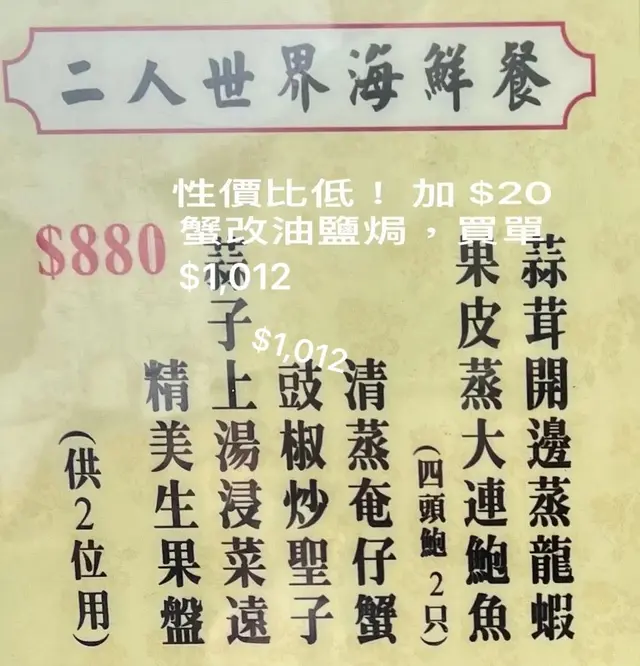 二人世界海鮮餐
性價比低！ 加 $20
蟹改油鹽焗，買單
$1,012
$1,012
蒜茸開邊蒸龍蝦
果皮蒸大連鮑魚
(四頭鮑 2只)
清蒸奄仔蟹
豉椒炒聖子
蒜子上湯浸菜遠
精美生果盤
$880
(供2位用)